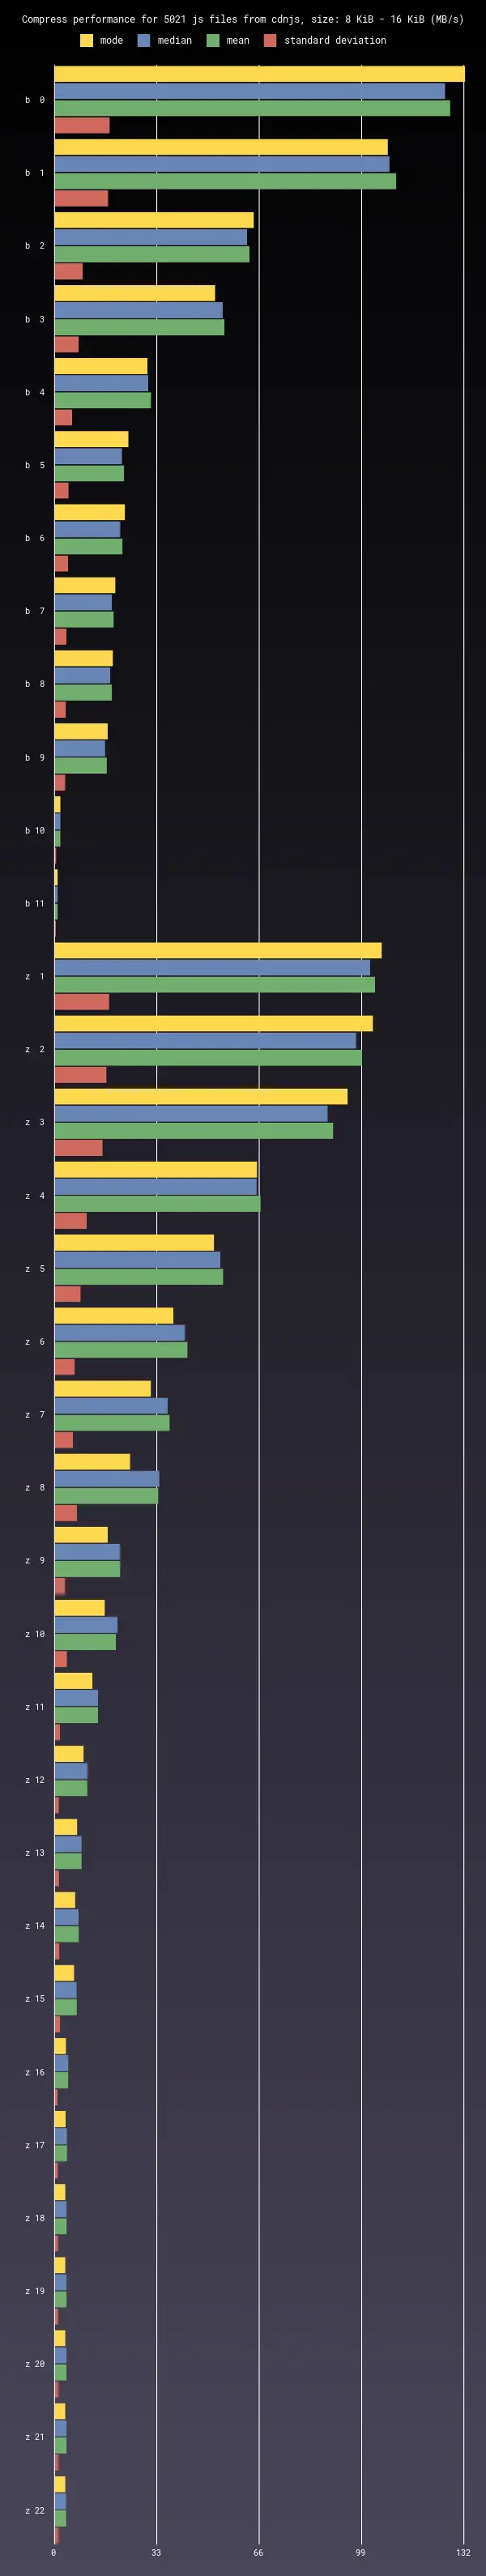 Compress performance for 5021 js files from cdnjs, size: 8 KiB - 16 KiB (MB/s)
mode median mean standard deviation
b 0
b 1
b 2
b 3
b 4
b 5
b 6
b 7
b 8
b 9
b 10
b 11
z 1
z 2
z 3
z 4
z 5
z 6
z 7
z 8
z 9
z 10
z 11
z 12
z 13
z 14
z 15
z 16
z 17
z 18
z 19
z 20
z 21
z 22
0 33 66 99 132